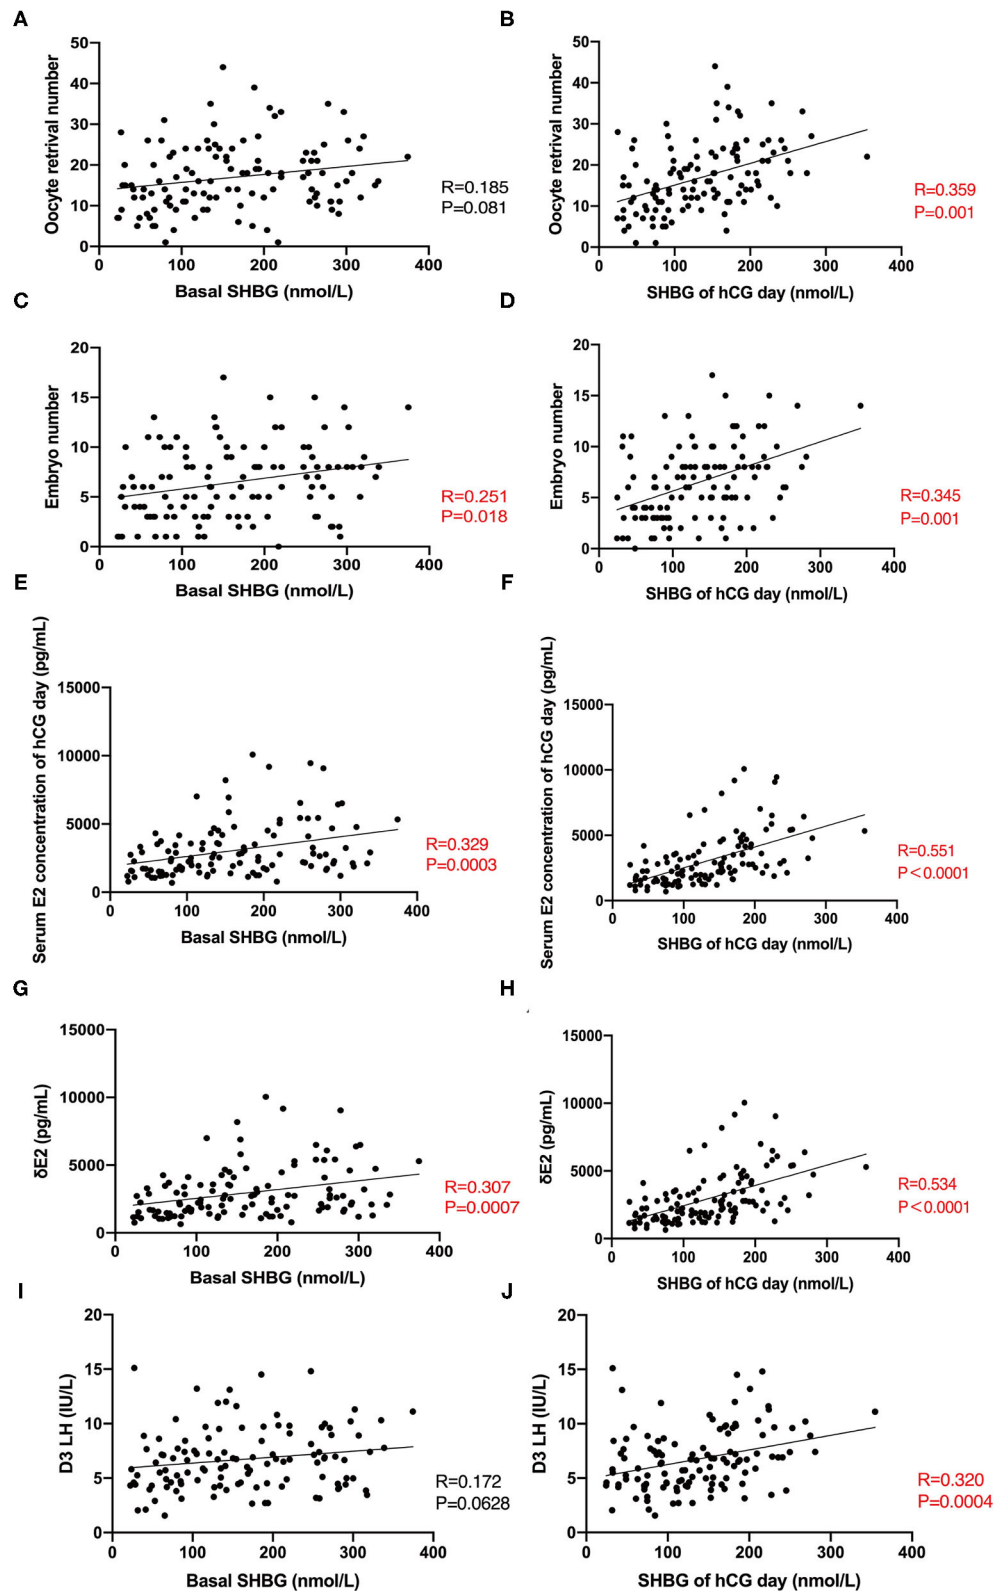 A
Oocyte retrival number
50
40
30
20
10
0
0 100 200 300 400
Basal SHBG (nmol/L)
R=0.185
P=0.081
B
Oocyte retrival number
50
40
30
20
10
0
0 100 200 300 400
SHBG of hCG day (nmol/L)
R=0.359
P=0.001
C
Embryo number
20
15
10
5
0
0 100 200 300 400
Basal SHBG (nmol/L)
R=0.251
P=0.018
D
Embryo number
20
15
10
5
0
0 100 200 300 400
SHBG of hCG day (nmol/L)
R=0.345
P=0.001
E
Serum E2 concentration of hCG day (pg/mL)
15000
10000
5000
0
0 100 200 300 400
Basal SHBG (nmol/L)
R=0.329
P=0.0003
F
Serum E2 concentration of hCG day (pg/mL)
15000
10000
5000
0
0 100 200 300 400
SHBG of hCG day (nmol/L)
R=0.551
P<0.0001
G
δE2 (pg/mL)
15000
10000
5000
0
0 100 200 300 400
Basal SHBG (nmol/L)
R=0.307
P=0.0007
H
δE2 (pg/mL)
15000
10000
5000
0
0 100 200 300 400
SHBG of hCG day (nmol/L)
R=0.534
P<0.0001
I
D3 LH (IU/L)
20
15
10
5
0
0 100 200 300 400
Basal SHBG (nmol/L)
R=0.172
P=0.0628
J
D3 LH (IU/L)
20
15
10
5
0
0 100 200 300 400
SHBG of hCG day (nmol/L)
R=0.320
P=0.0004